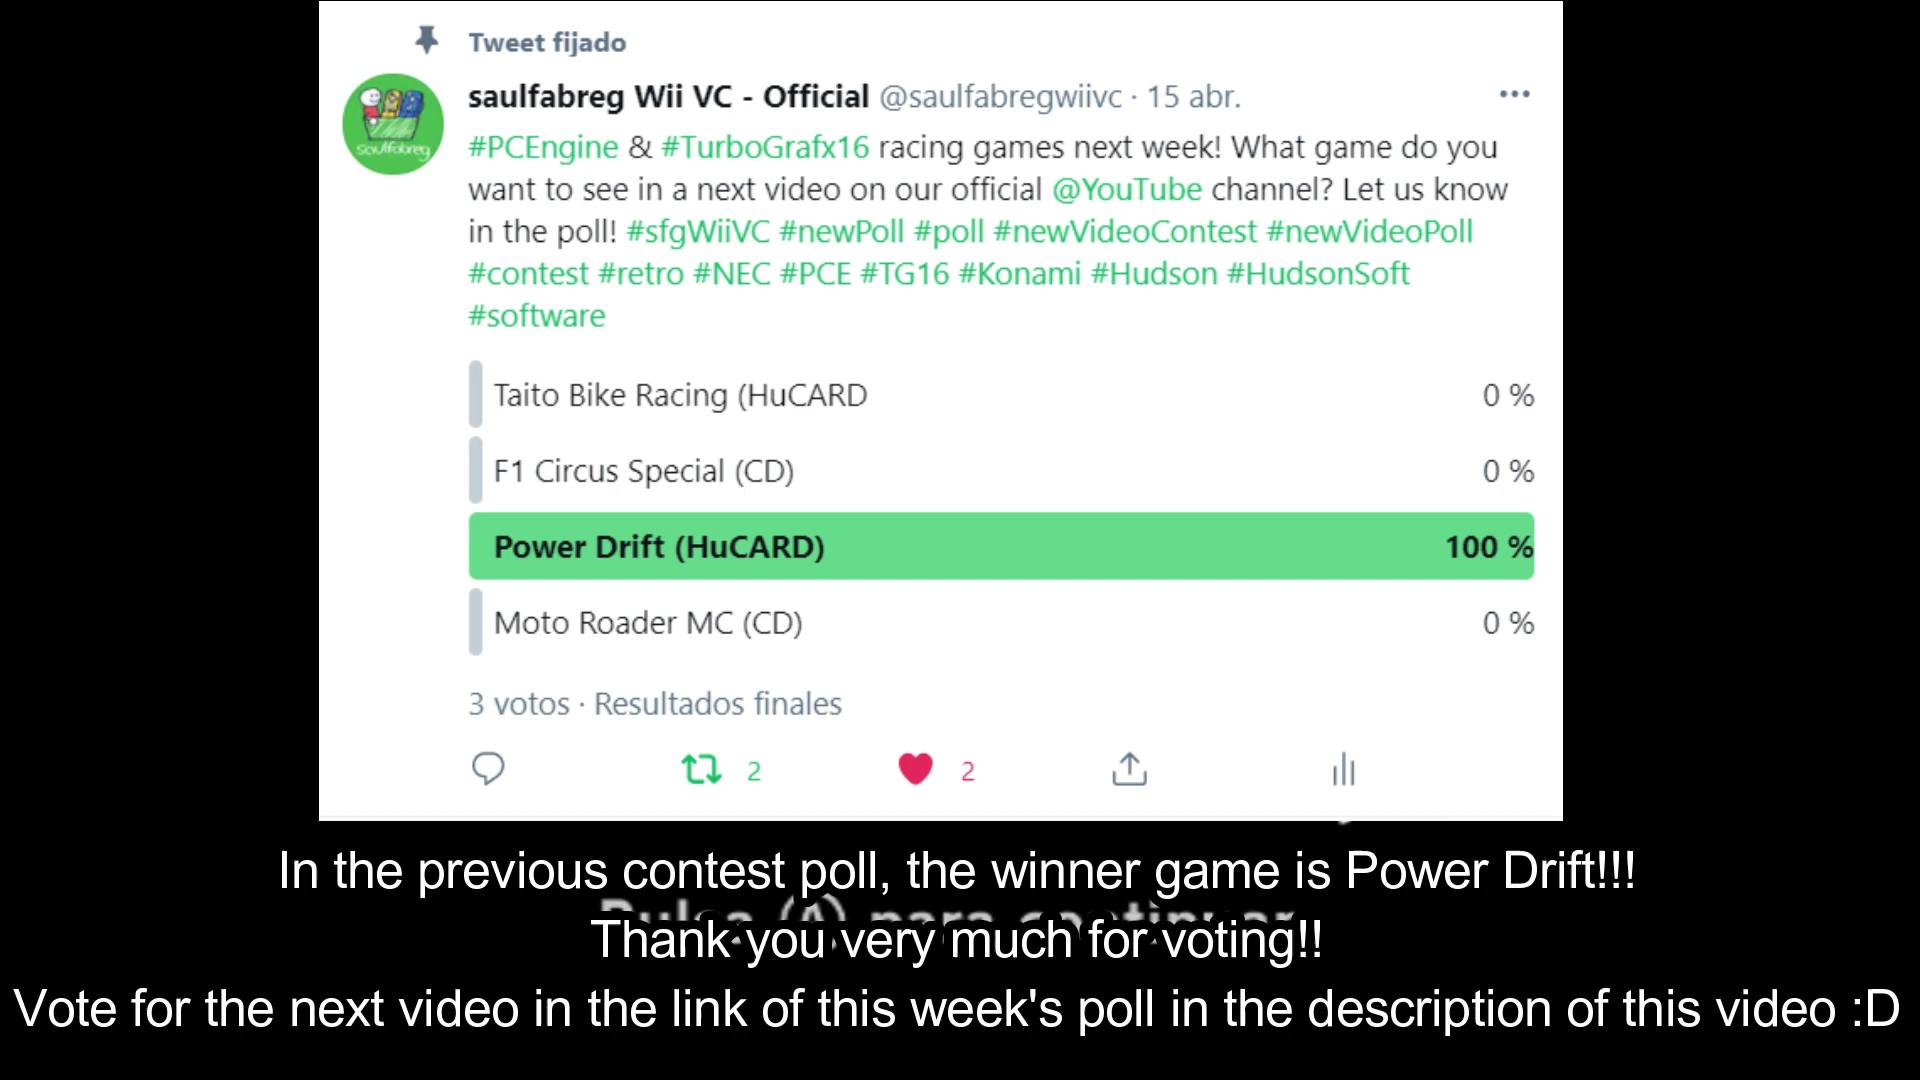 Tweet fijado
saulfabreg Wii VC - Official @saulfabregwiivc · 15 abr.
Saulfabreg
#PCEngine & #TurboGrafx16 racing games next week! What game do you
want to see in a next video on our official @YouTube channel? Let us know
in the poll! #sfgWiiVC #newPoll #poll #newVideoContest #newVideoPoll
#contest #retro #NEC #PCE #TG16 #Konami #Hudson #HudsonSoft
#software
Taito Bike Racing (HuCARD 0 %
F1 Circus Special (CD) 0 %
Power Drift (HuCARD) 100 %
Moto Roader MC (CD) 0 %
3 votos · Resultados finales
2 2
In the previous contest poll, the winner game is Power Drift!!!
Pulsa (A) para continuar
Thank you very much for voting!!
Vote for the next video in the link of this week's poll in the description of this video :D